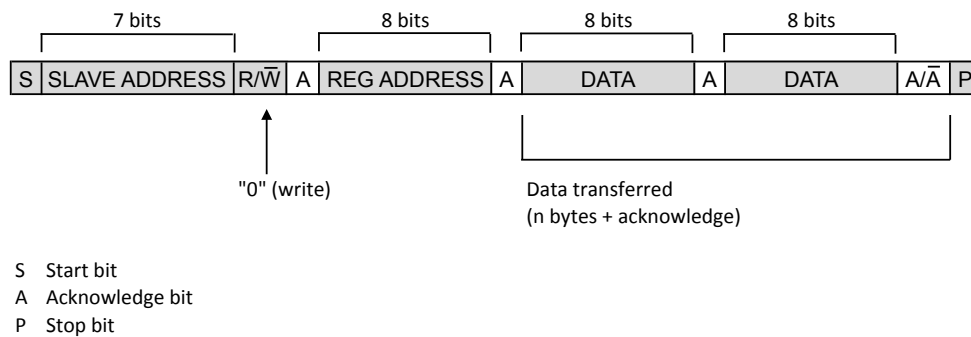 7 bits 8 bits 8 bits 8 bits
S SLAVE ADDRESS R/W̅ A REG ADDRESS A DATA A DATA A/A̅ P
"0" (write)
Data transferred
(n bytes + acknowledge)
S Start bit
A Acknowledge bit
P Stop bit